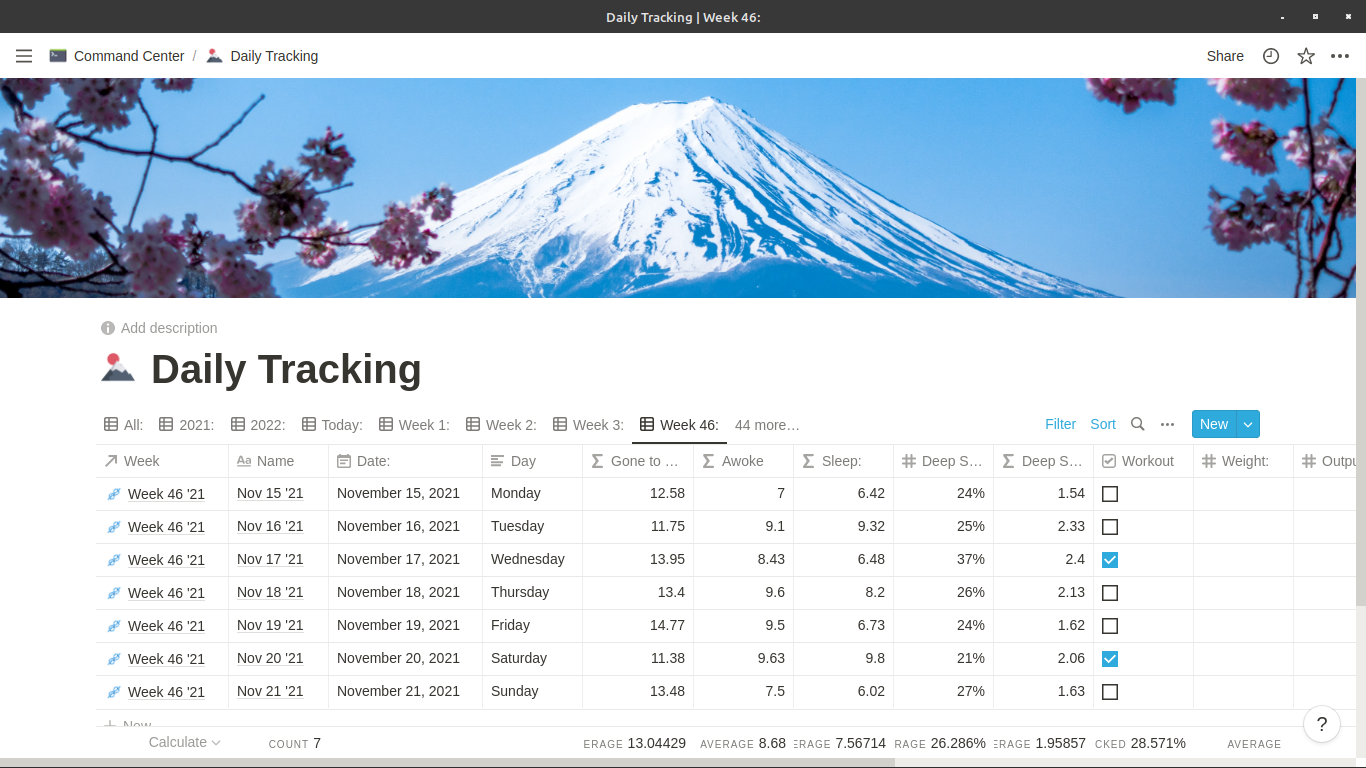 Daily Tracking | Week 46:
Command Center / Daily Tracking Share
Add description
Daily Tracking
All: 2021: 2022: Today: Week 1: Week 2: Week 3: Week 46: 44 more… Filter Sort New
Week Name Date: Day Gone to … Awoke Sleep: Deep S… Deep S… Workout Weight: Outpu
Week 46 '21 Nov 15 '21 November 15, 2021 Monday 12.58 7 6.42 24% 1.54
Week 46 '21 Nov 16 '21 November 16, 2021 Tuesday 11.75 9.1 9.32 25% 2.33
Week 46 '21 Nov 17 '21 November 17, 2021 Wednesday 13.95 8.43 6.48 37% 2.4
Week 46 '21 Nov 18 '21 November 18, 2021 Thursday 13.4 9.6 8.2 26% 2.13
Week 46 '21 Nov 19 '21 November 19, 2021 Friday 14.77 9.5 6.73 24% 1.62
Week 46 '21 Nov 20 '21 November 20, 2021 Saturday 11.38 9.63 9.8 21% 2.06
Week 46 '21 Nov 21 '21 November 21, 2021 Sunday 13.48 7.5 6.02 27% 1.63
New
Calculate COUNT 7 ERAGE 13.04429 AVERAGE 8.68 ERAGE 7.56714 RAGE 26.286% ERAGE 1.95857 CKED 28.571% AVERAGE
?